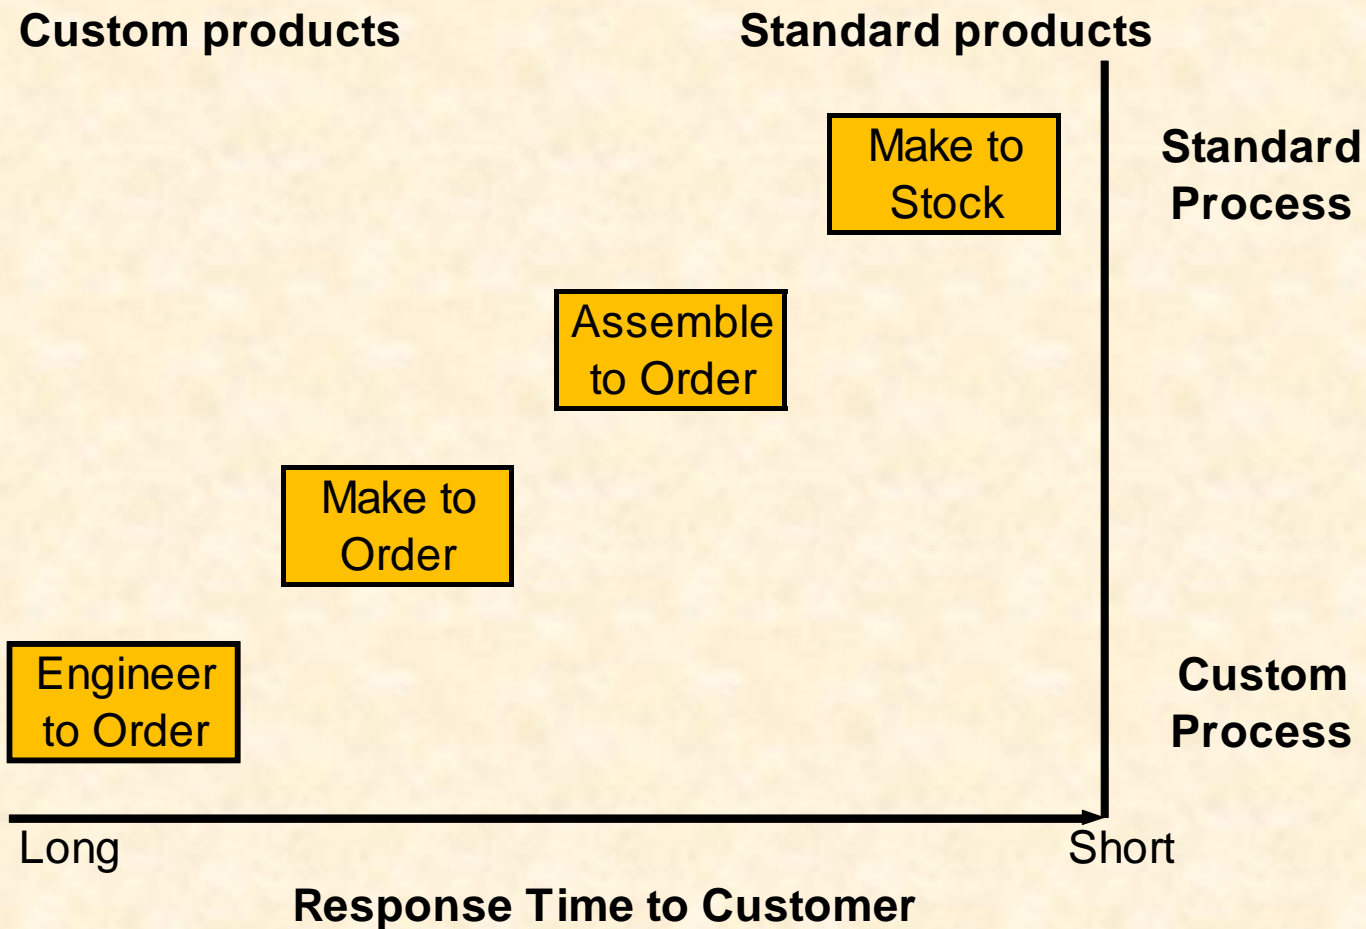 Custom products
Standard products
Make to
Stock
Standard
Process
Assemble
to Order
Make to
Order
Engineer
to Order
Custom
Process
Long
Short
Response Time to Customer